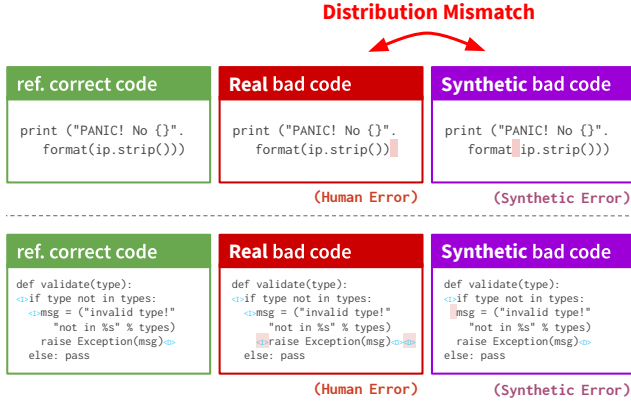 Distribution Mismatch
ref. correct code
print ("PANIC! No {}".
format(ip.strip()))
Real bad code
print ("PANIC! No {}".
format(ip.strip())
(Human Error)
Synthetic bad code
print ("PANIC! No {}".
format ip.strip()))
(Synthetic Error)
ref. correct code
def validate(type):
<I>if type not in types:
<I>msg = ("invalid type!"
"not in %s" % types)
raise Exception(msg)<D>
else: pass
Real bad code
def validate(type):
<I>if type not in types:
<I>msg = ("invalid type!"
"not in %s" % types)
<I>raise Exception(msg)<D><D>
else: pass
(Human Error)
Synthetic bad code
def validate(type):
<I>if type not in types:
msg = ("invalid type!"
"not in %s" % types)
raise Exception(msg)<D>
else: pass
(Synthetic Error)